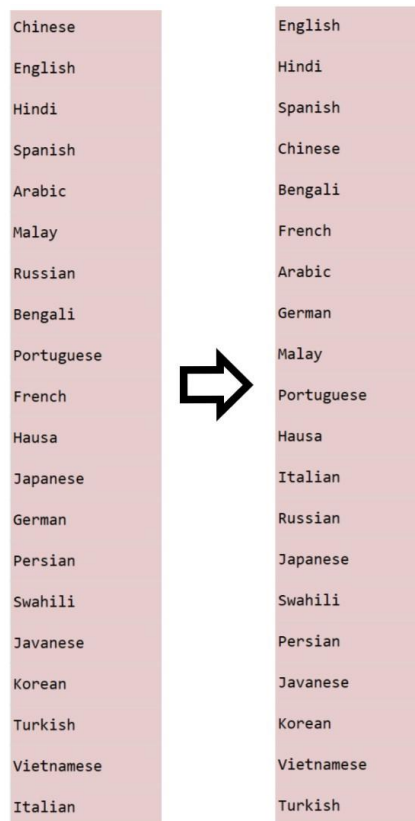 Chinese
English
Hindi
Spanish
Arabic
Malay
Russian
Bengali
Portuguese
French
Hausa
Japanese
German
Persian
Swahili
Javanese
Korean
Turkish
Vietnamese
Italian
English
Hindi
Spanish
Chinese
Bengali
French
Arabic
German
Malay
Portuguese
Hausa
Italian
Russian
Japanese
Swahili
Persian
Javanese
Korean
Vietnamese
Turkish